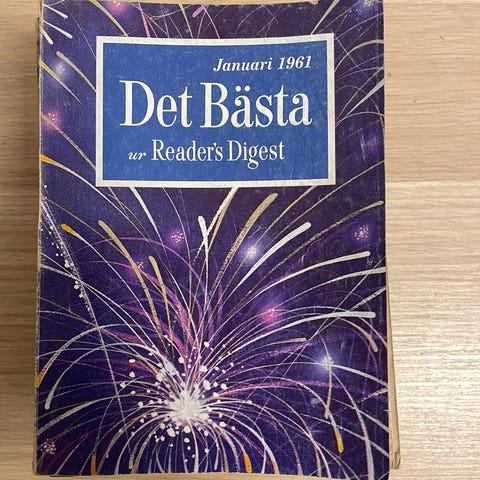 Januari 1961
Det Bästa
ur Reader's Digest